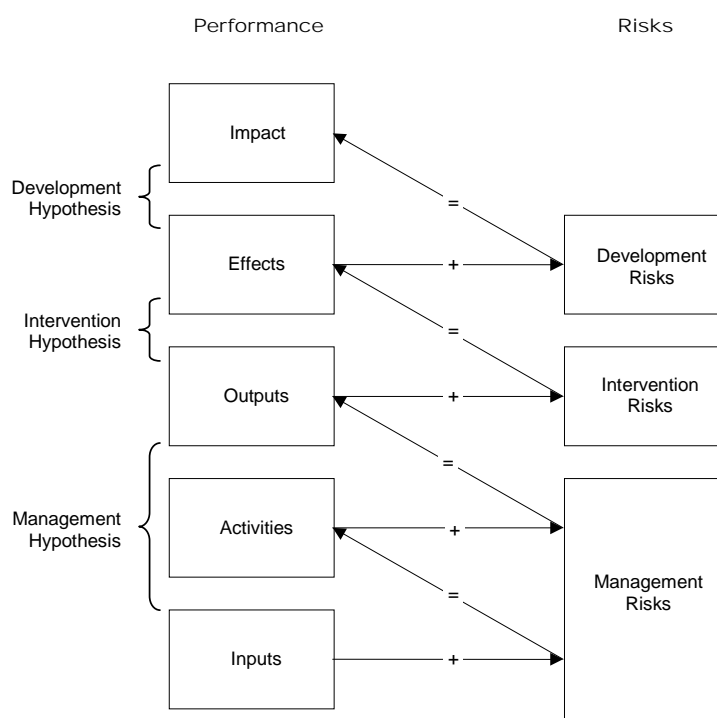 Performance
Risks
Impact
Development
Hypothesis
=
Effects
+
Development
Risks
Intervention
Hypothesis
=
Outputs
+
Intervention
Risks
=
Management
Hypothesis
Activities
+
Management
Risks
=
Inputs
+